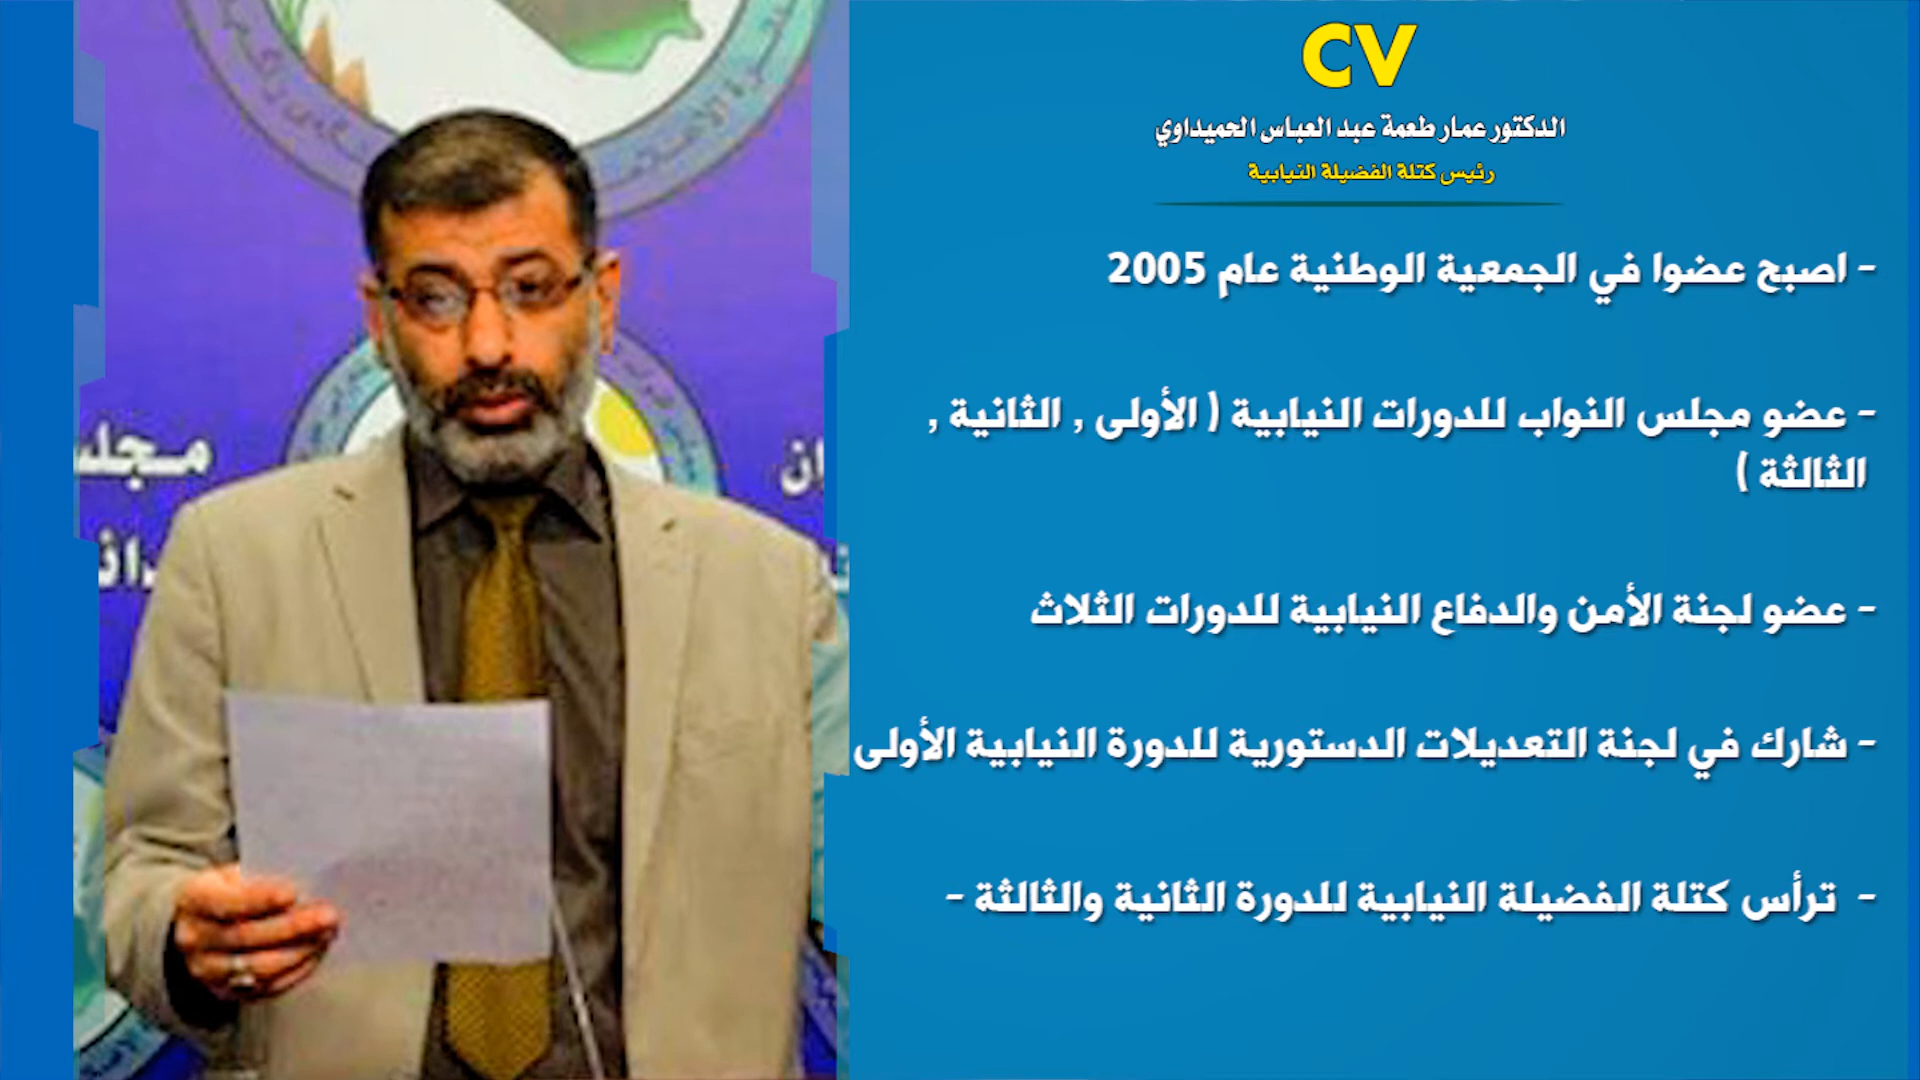 CV
الدكتور عمار طعمة عبد العباس الحميداوي
رئيس كتلة الفضيلة النيابية
- اصبح عضوا في الجمعية الوطنية عام 2005
- عضو مجلس النواب للدورات النيابية ( الأولى , الثانية ,
الثالثة )
- عضو لجنة الأمن والدفاع النيابية للدورات الثلاث
- شارك في لجنة التعديلات الدستورية للدورة النيابية الأولى
- ترأس كتلة الفضيلة النيابية للدورة الثانية والثالثة -